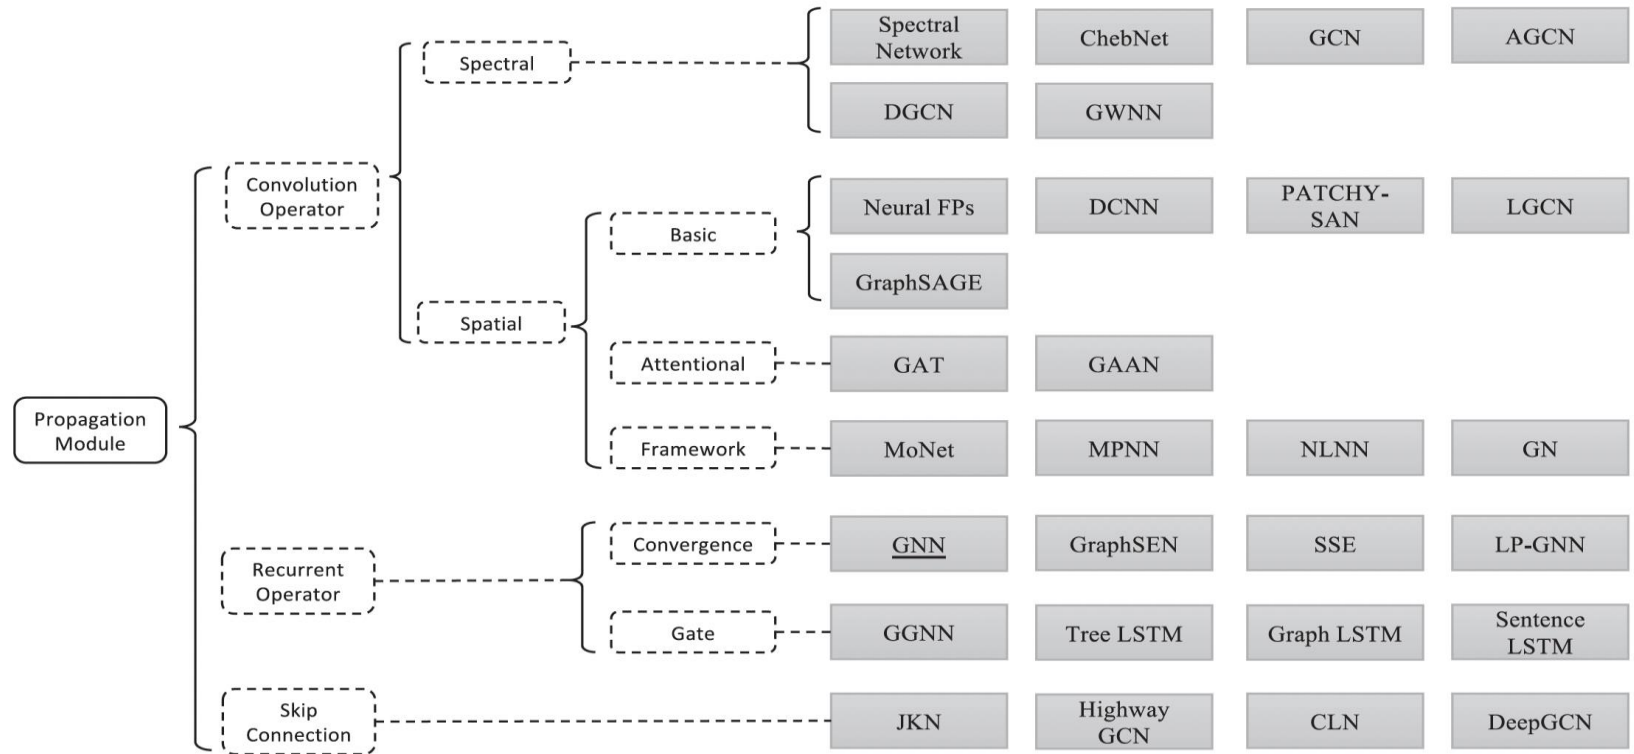 Spectral
Network
ChebNet
GCN
AGCN
Spectral
DGCN
GWNN
Convolution
Operator
Neural FPs
DCNN
PATCHY-
SAN
LGCN
Basic
GraphSAGE
Spatial
Attentional
GAT
GAAN
Propagation
Module
Framework
MoNet
MPNN
NLNN
GN
Convergence
GNN
GraphSEN
SSE
LP-GNN
Recurrent
Operator
Gate
GGNN
Tree LSTM
Graph LSTM
Sentence
LSTM
Skip
Connection
JKN
Highway
GCN
CLN
DeepGCN